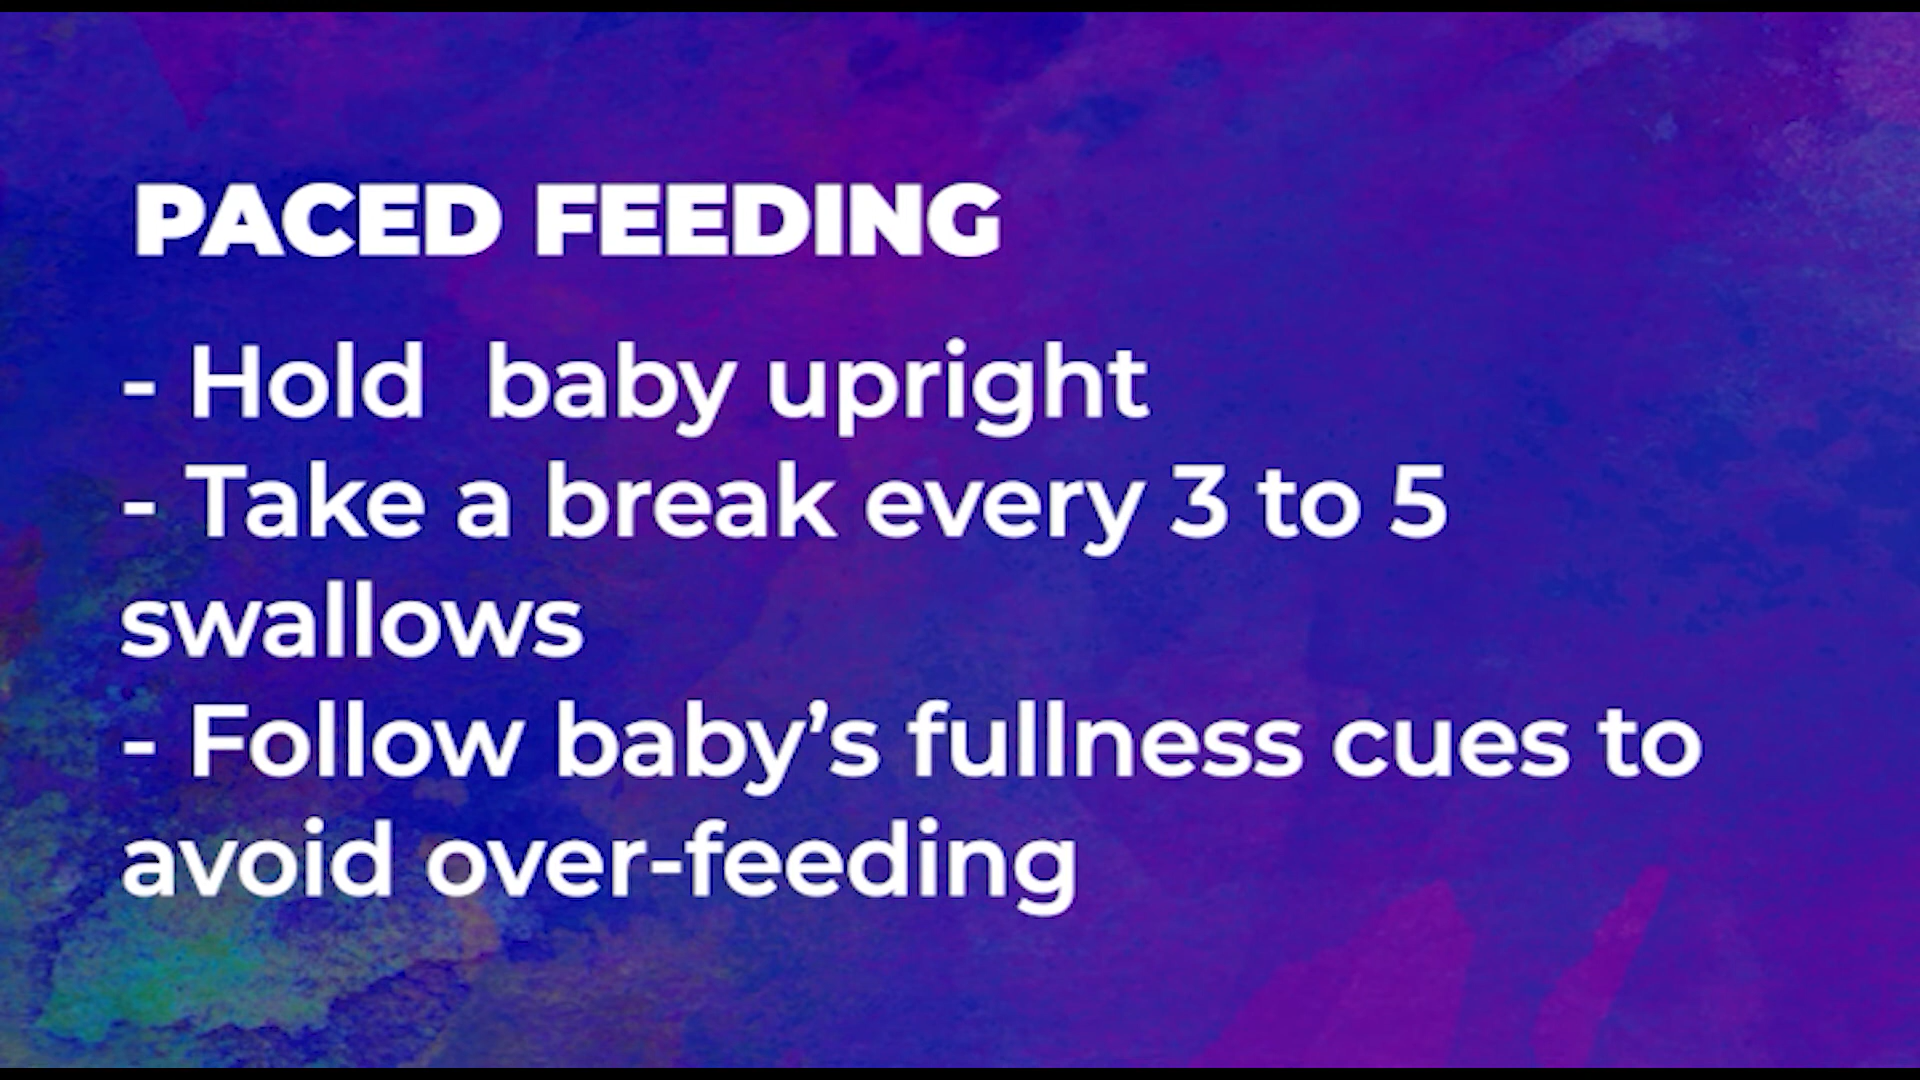 PACED FEEDING
- Hold  baby upright
- Take a break every 3 to 5
swallows
- Follow baby’s fullness cues to
avoid over-feeding